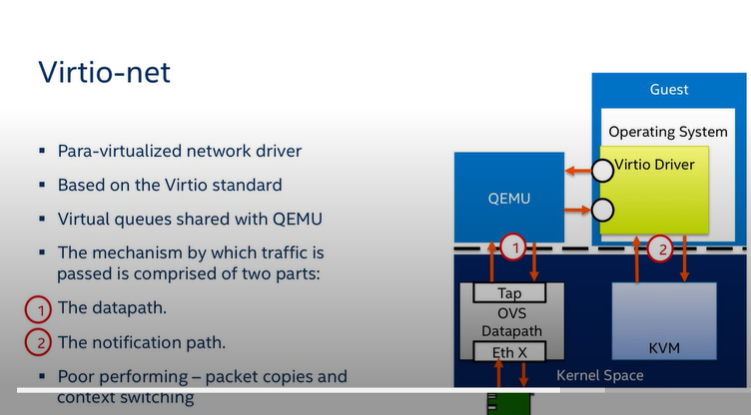 Virtio-net
▪ Para-virtualized network driver
▪ Based on the Virtio standard
▪ Virtual queues shared with QEMU
▪ The mechanism by which traffic is
passed is comprised of two parts:
1 The datapath.
2 The notification path.
▪ Poor performing – packet copies and
context switching
Guest
Operating System
Virtio Driver
QEMU
1
2
Tap
OVS
Datapath
Eth X
KVM
Kernel Space